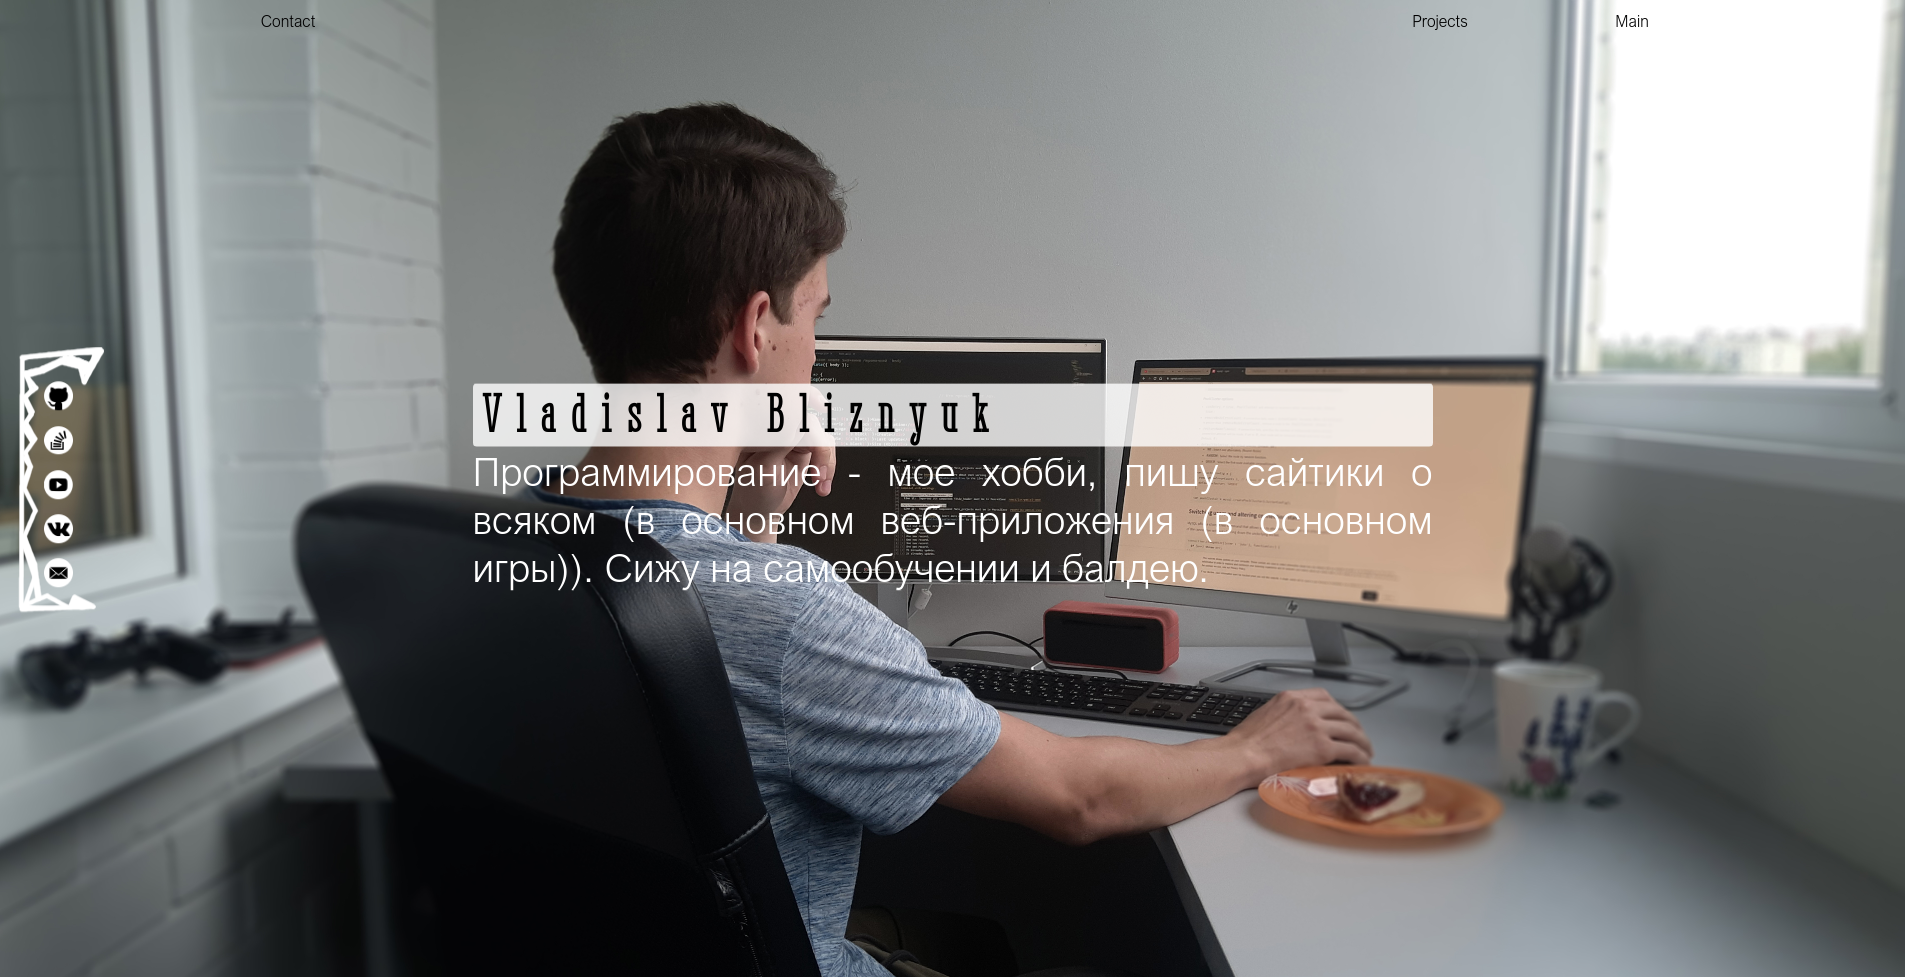 Contact
Projects
Main
Vladislav Bliznyuk
Программирование - мое хобби, пишу сайтики о
всяком (в основном веб-приложения (в основном
игры)). Сижу на самообучении и балдею.